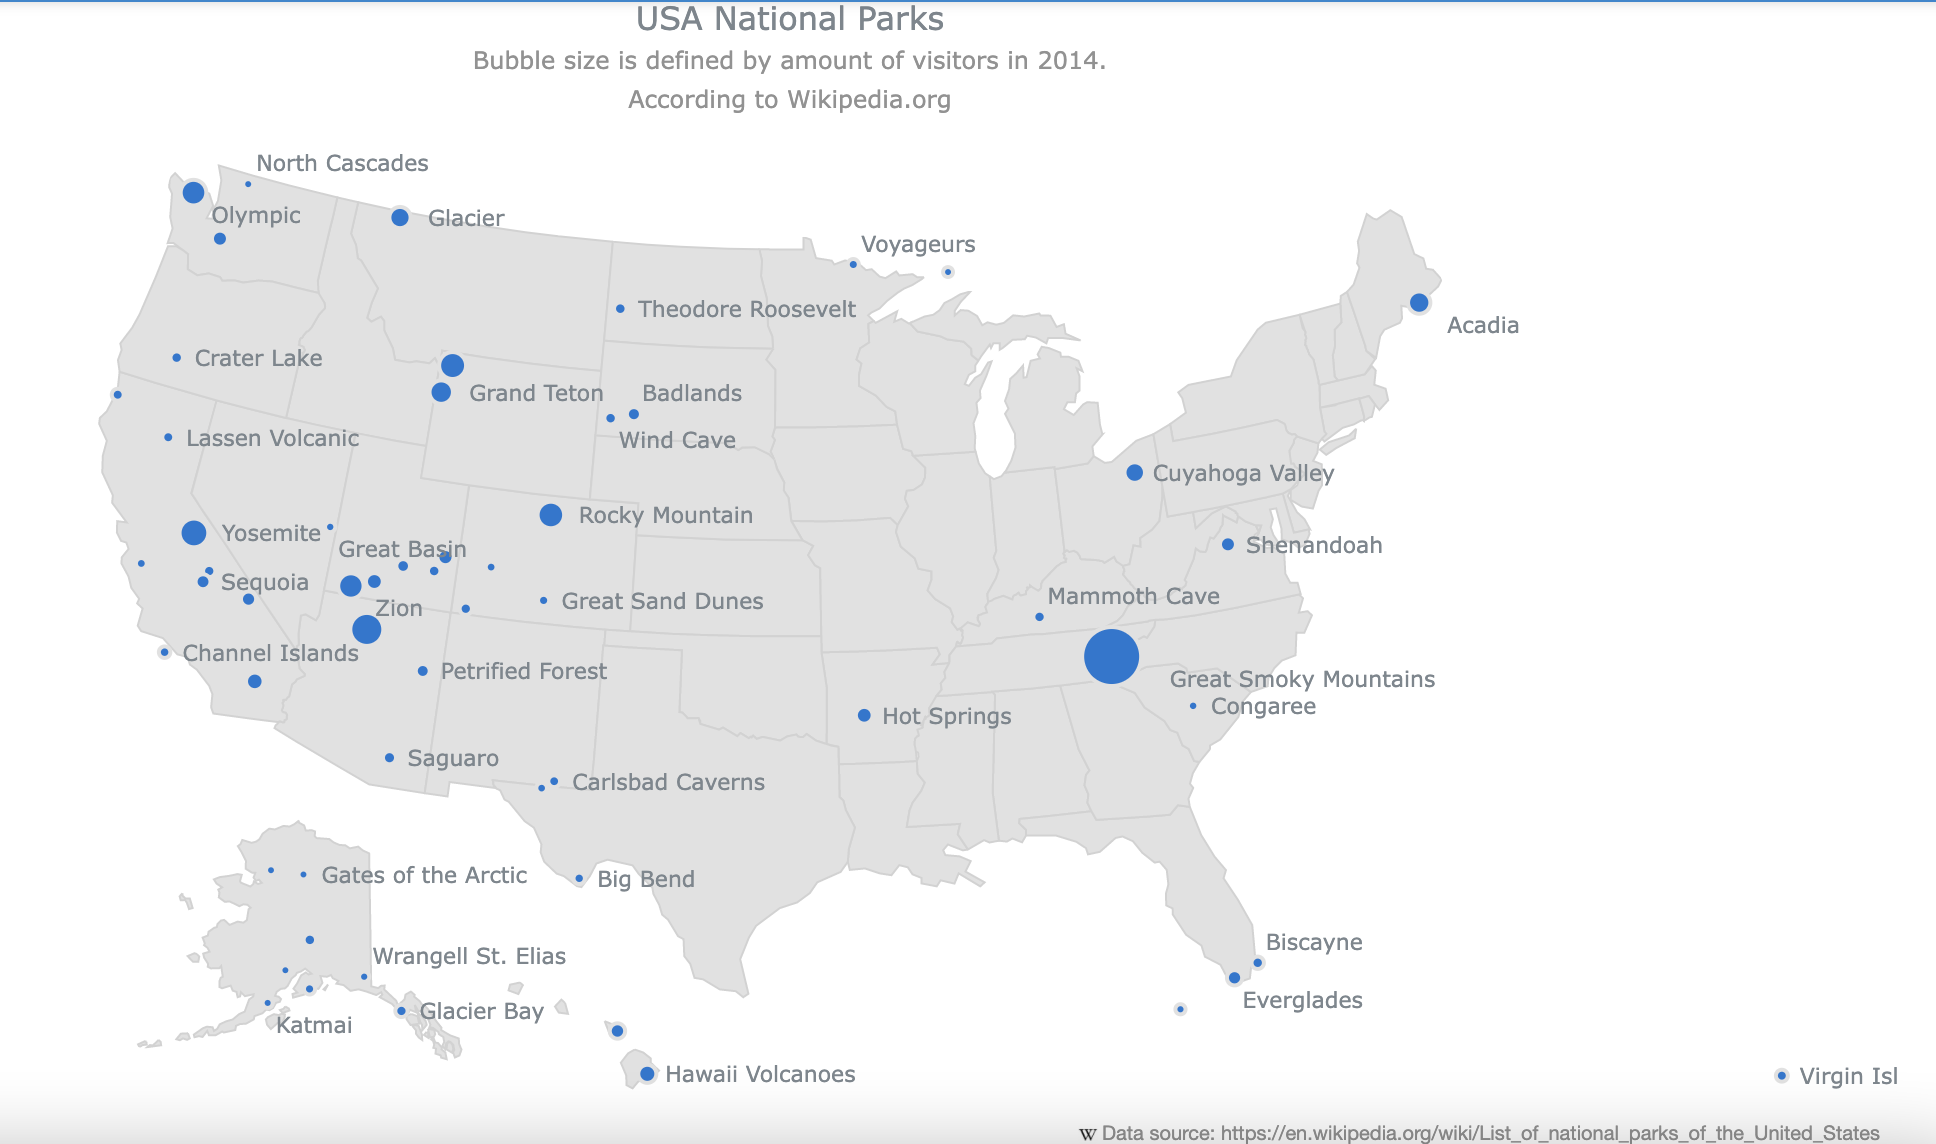 USA National Parks
Bubble size is defined by amount of visitors in 2014.
According to Wikipedia.org
North Cascades
Olympic
Glacier
Voyageurs
Theodore Roosevelt
Acadia
Crater Lake
Grand Teton
Badlands
Lassen Volcanic
Wind Cave
Cuyahoga Valley
Rocky Mountain
Yosemite
Great Basin
Shenandoah
Sequoia
Zion
Great Sand Dunes
Mammoth Cave
Channel Islands
Petrified Forest
Great Smoky Mountains
Congaree
Hot Springs
Saguaro
Carlsbad Caverns
Gates of the Arctic
Big Bend
Biscayne
Wrangell St. Elias
Everglades
Glacier Bay
Katmai
Hawaii Volcanoes
Virgin Isl
W Data source: https://en.wikipedia.org/wiki/List_of_national_parks_of_the_United_States